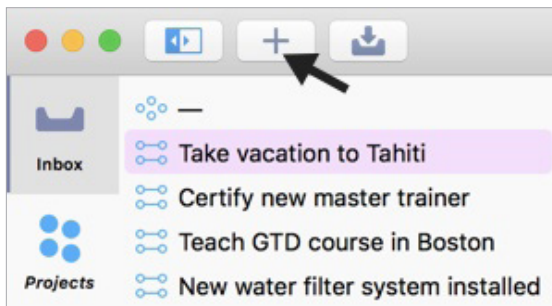 —
Take vacation to Tahiti
Inbox
Certify new master trainer
Teach GTD course in Boston
Projects
New water filter system installed